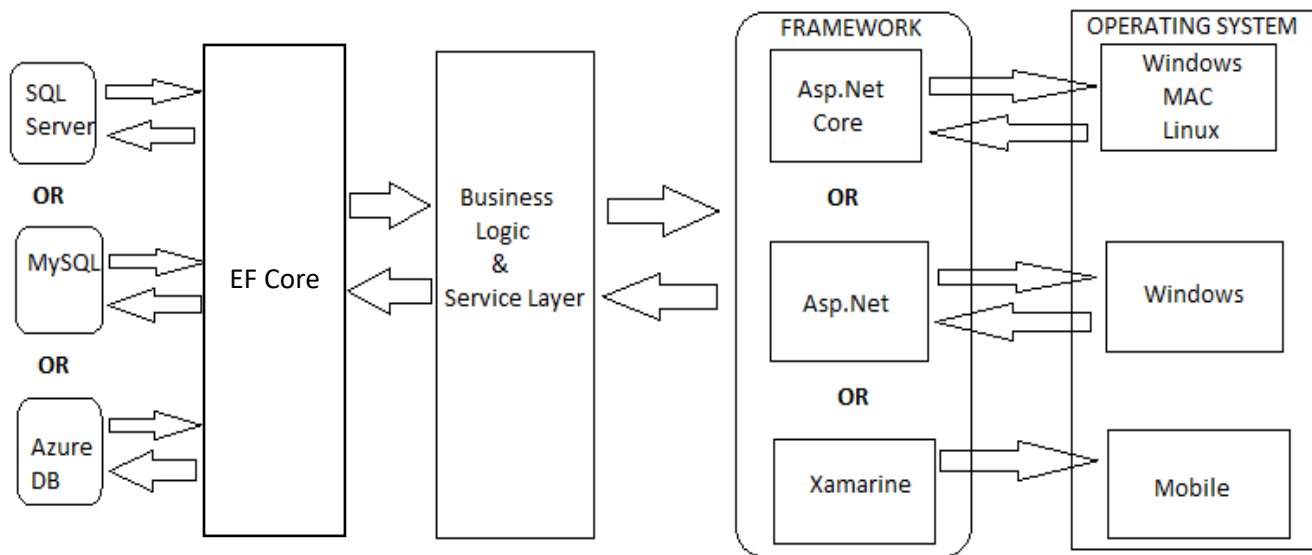 SQL
Server
OR
MySQL
OR
Azure
DB
EF Core
Business
Logic
&
Service Layer
FRAMEWORK
Asp.Net
Core
OR
Asp.Net
OR
Xamarine
OPERATING SYSTEM
Windows
MAC
Linux
Windows
Mobile